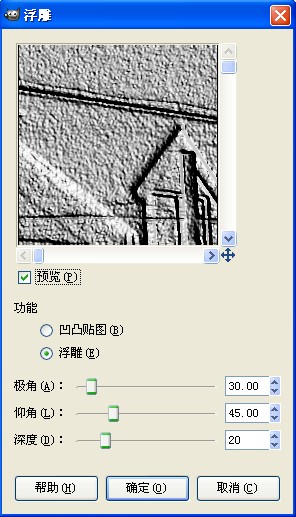 浮雕
预览(P)
功能
凹凸贴图(B)
浮雕(E)
极角(A)： 30.00
仰角(L)： 45.00
深度(D)： 20
帮助(H) 确定(O) 取消(C)